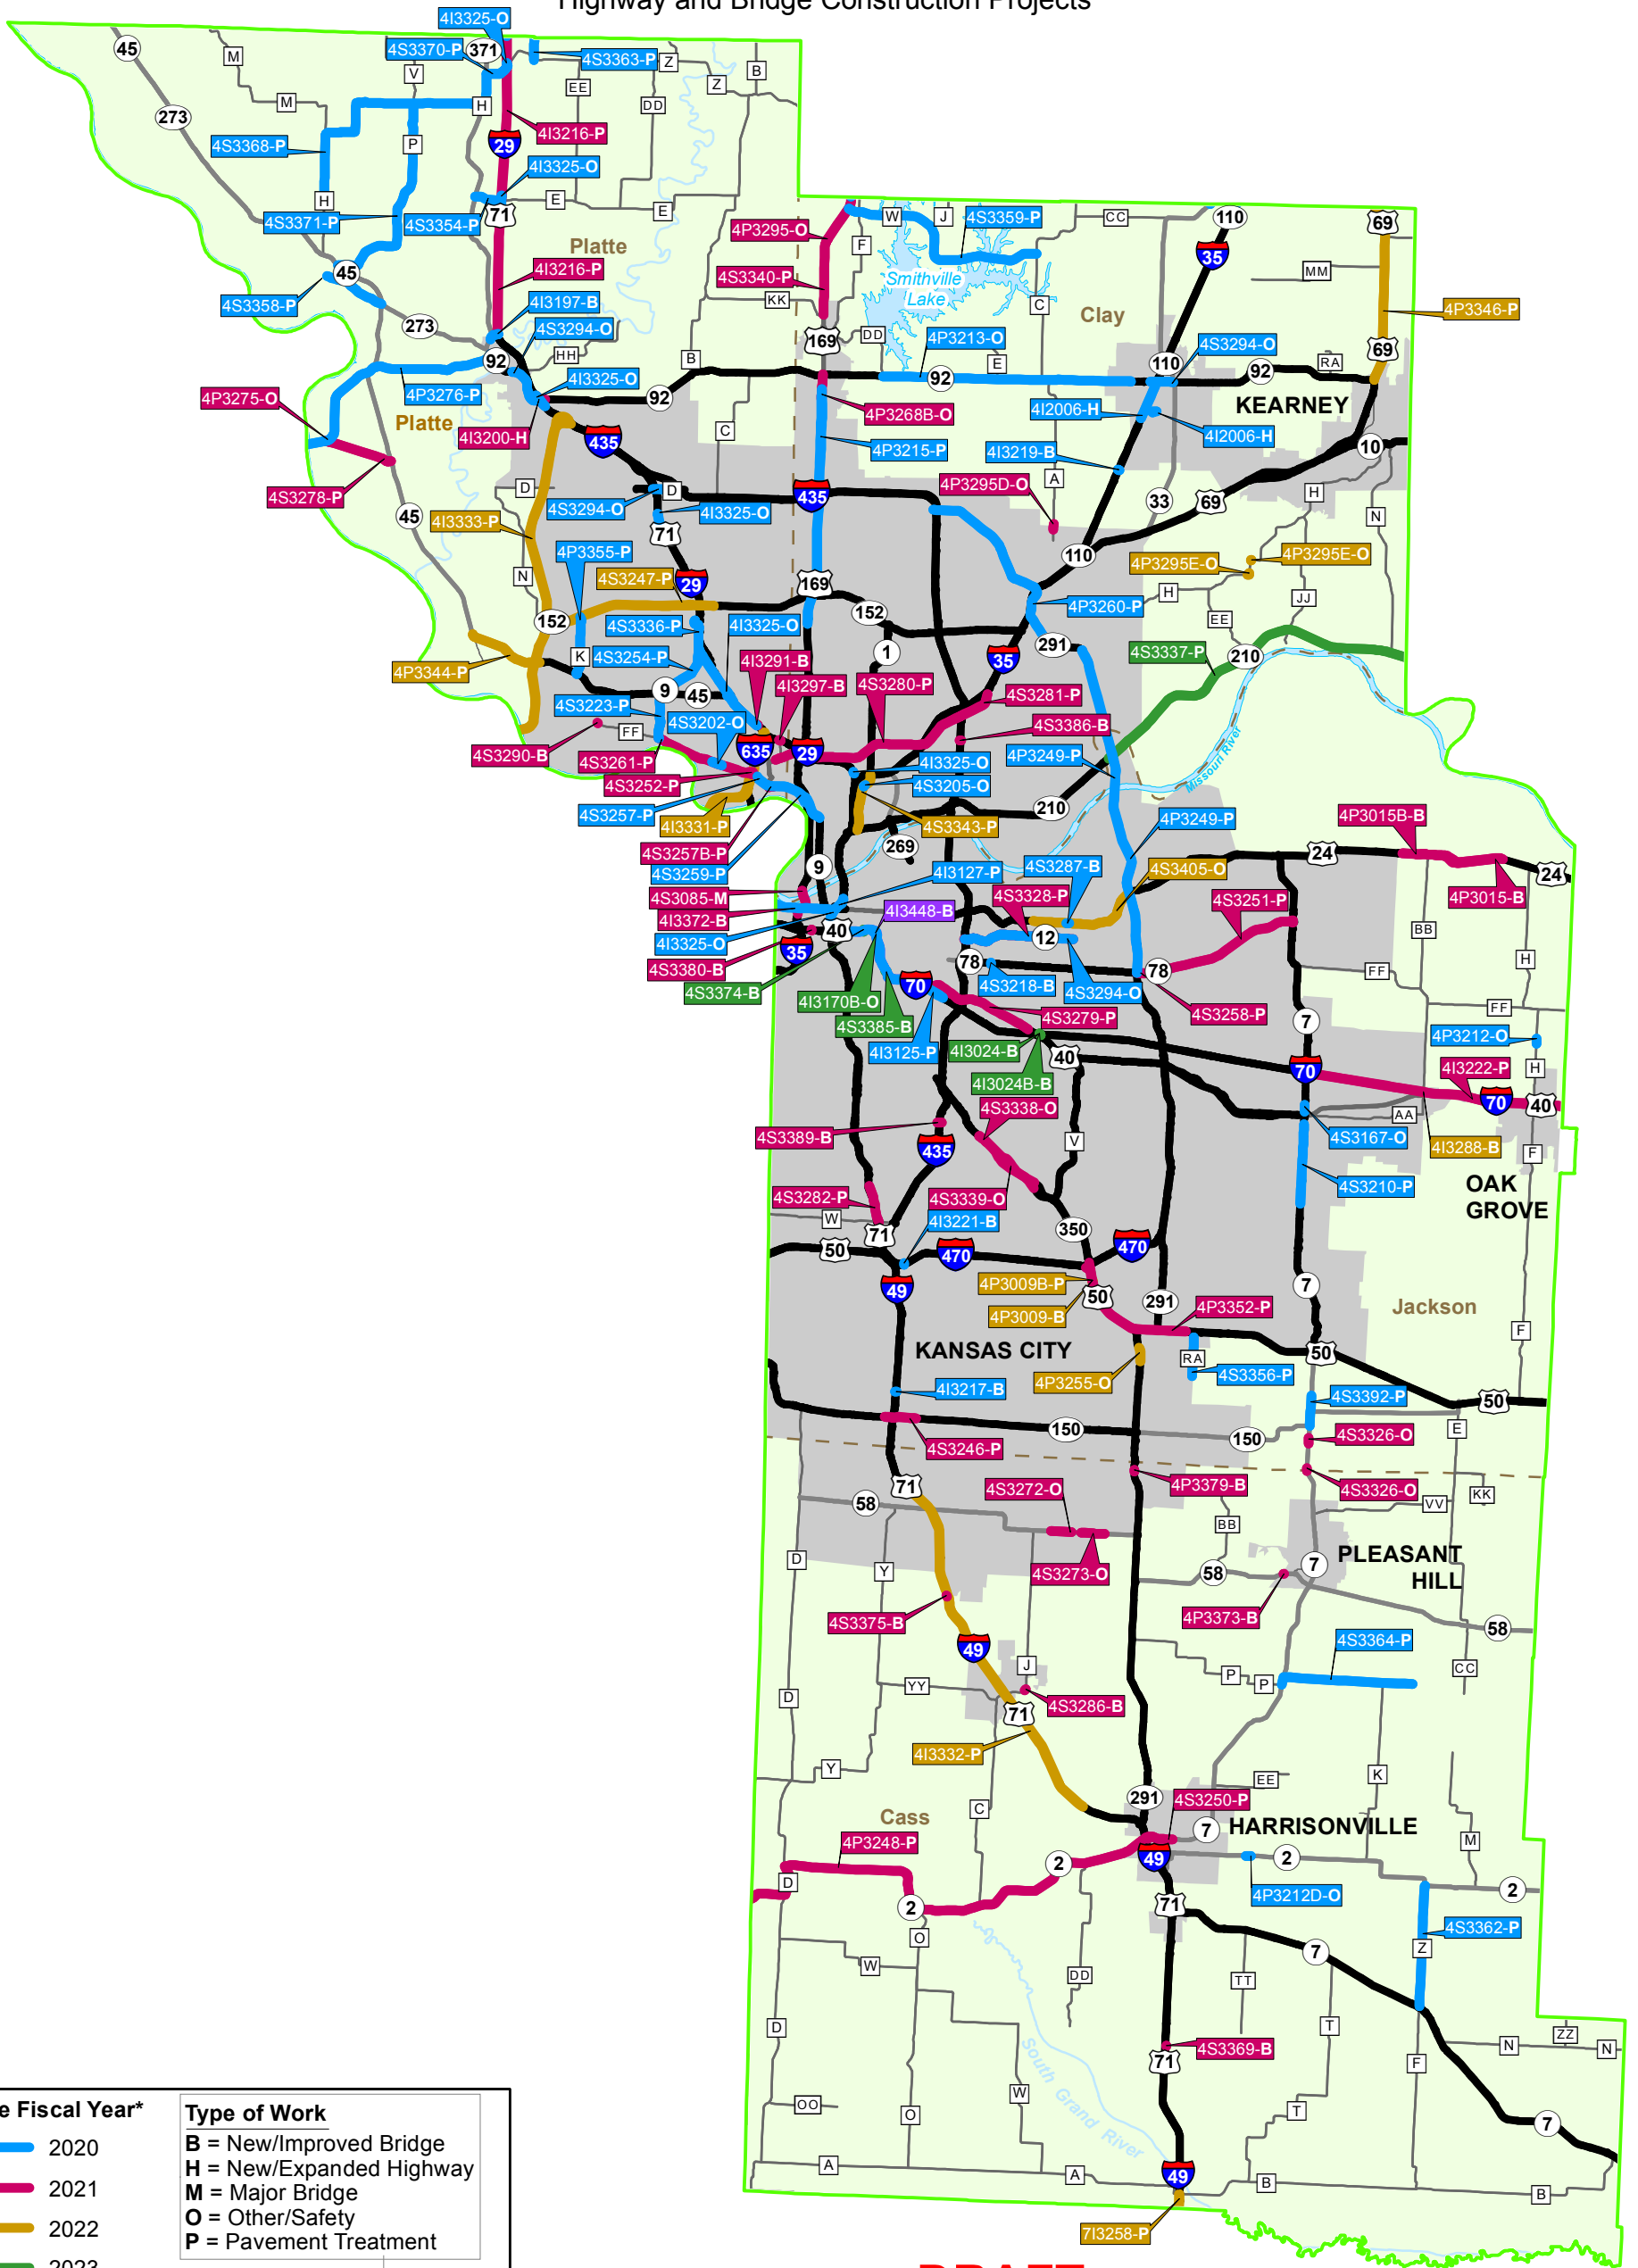 Highway and Bridge Construction Projects
4I3325-O
45
M
4S3370-P
371
4S3363-P
Z
B
V
EE
Z
M
H
DD
273
4I3216-P
4S3368-P
P
29
4I3325-O
H
E
71
E
4S3371-P
4S3354-P
Platte
4P3295-O
W
J
4S3359-P
CC
110
69
F
35
45
4I3216-P
4S3340-P
Smithville
Lake
MM
4S3358-P
4I3197-B
KK
C
Clay
4P3346-P
273
4S3294-O
169
DD
4P3213-O
4S3294-O
92
HH
B
E
110
RA
69
4P3276-P
4I3325-O
92
92
4P3275-O
92
4P3268B-O
4I2006-H
KEARNEY
Platte
4I3200-H
435
C
4P3215-P
4I2006-H
10
4I3219-B
4S3278-P
D
D
435
A
4P3295D-O
H
45
4I3333-P
4S3294-O
4I3325-O
33
69
N
71
4P3355-P
110
4P3295E-O
4P3295E-O
N
4S3247-P
29
169
H
JJ
152
4S3336-P
4I3325-O
152
4P3260-P
EE
K
4S3254-P
1
291
4S3337-P
210
4P3344-P
4I3291-B
35
9
45
4I3297-B
4S3280-P
4S3281-P
4S3223-P
4S3202-O
4S3386-B
FF
635
29
4S3290-B
4S3261-P
4I3325-O
4P3249-P
Missouri River
4S3252-P
4S3205-O
4S3257-P
210
4I3331-P
4S3343-P
4P3249-P
4P3015B-B
4S3257B-P
269
24
4S3259-P
9
4I3127-P
4S3287-B
4S3405-O
24
4S3085-M
4S3328-P
4S3251-P
4P3015-B
4I3372-B
4I3448-B
4I3325-O
40
12
BB
4S3380-B
35
78
78
FF
H
4S3374-B
70
4S3218-B
4S3294-O
4I3170B-O
4S3279-P
4S3258-P
FF
4S3385-B
7
4P3212-O
4I3125-P
4I3024-B
40
70
4I3222-P
H
4I3024B-B
70
40
4S3338-O
AA
4S3389-B
435
V
4S3167-O
4I3288-B
F
4S3282-P
4S3339-O
4S3210-P
OAK
GROVE
W
71
4I3221-B
350
50
470
470
49
4P3009B-P
7
50
291
4P3352-P
Jackson
4P3009-B
F
KANSAS CITY
RA
50
4S3356-P
4P3255-O
4I3217-B
4S3392-P
50
150
150
4S3326-O
E
4S3246-P
71
4S3272-O
4P3379-B
4S3326-O
KK
58
VV
BB
D
Y
4S3273-O
58
7
PLEASANT
HILL
4S3375-B
4P3373-B
58
49
4S3364-P
J
P
P
CC
D
YY
4S3286-B
71
4I3332-P
Y
EE
K
291
4S3250-P
Cass
C
7
HARRISONVILLE
4P3248-P
M
2
49
2
D
4P3212D-O
2
2
71
4S3362-P
O
Z
7
W
DD
TT
D
T
ZZ
N
N
4S3369-B
71
F
South Grand River
W
OO
O
T
7
A
A
49
B
B
7I3258-P
e Fiscal Year*
2020
2021
2022
2023
Type of Work
B = New/Improved Bridge
H = New/Expanded Highway
M = Major Bridge
O = Other/Safety
P = Pavement Treatment
DRAFT